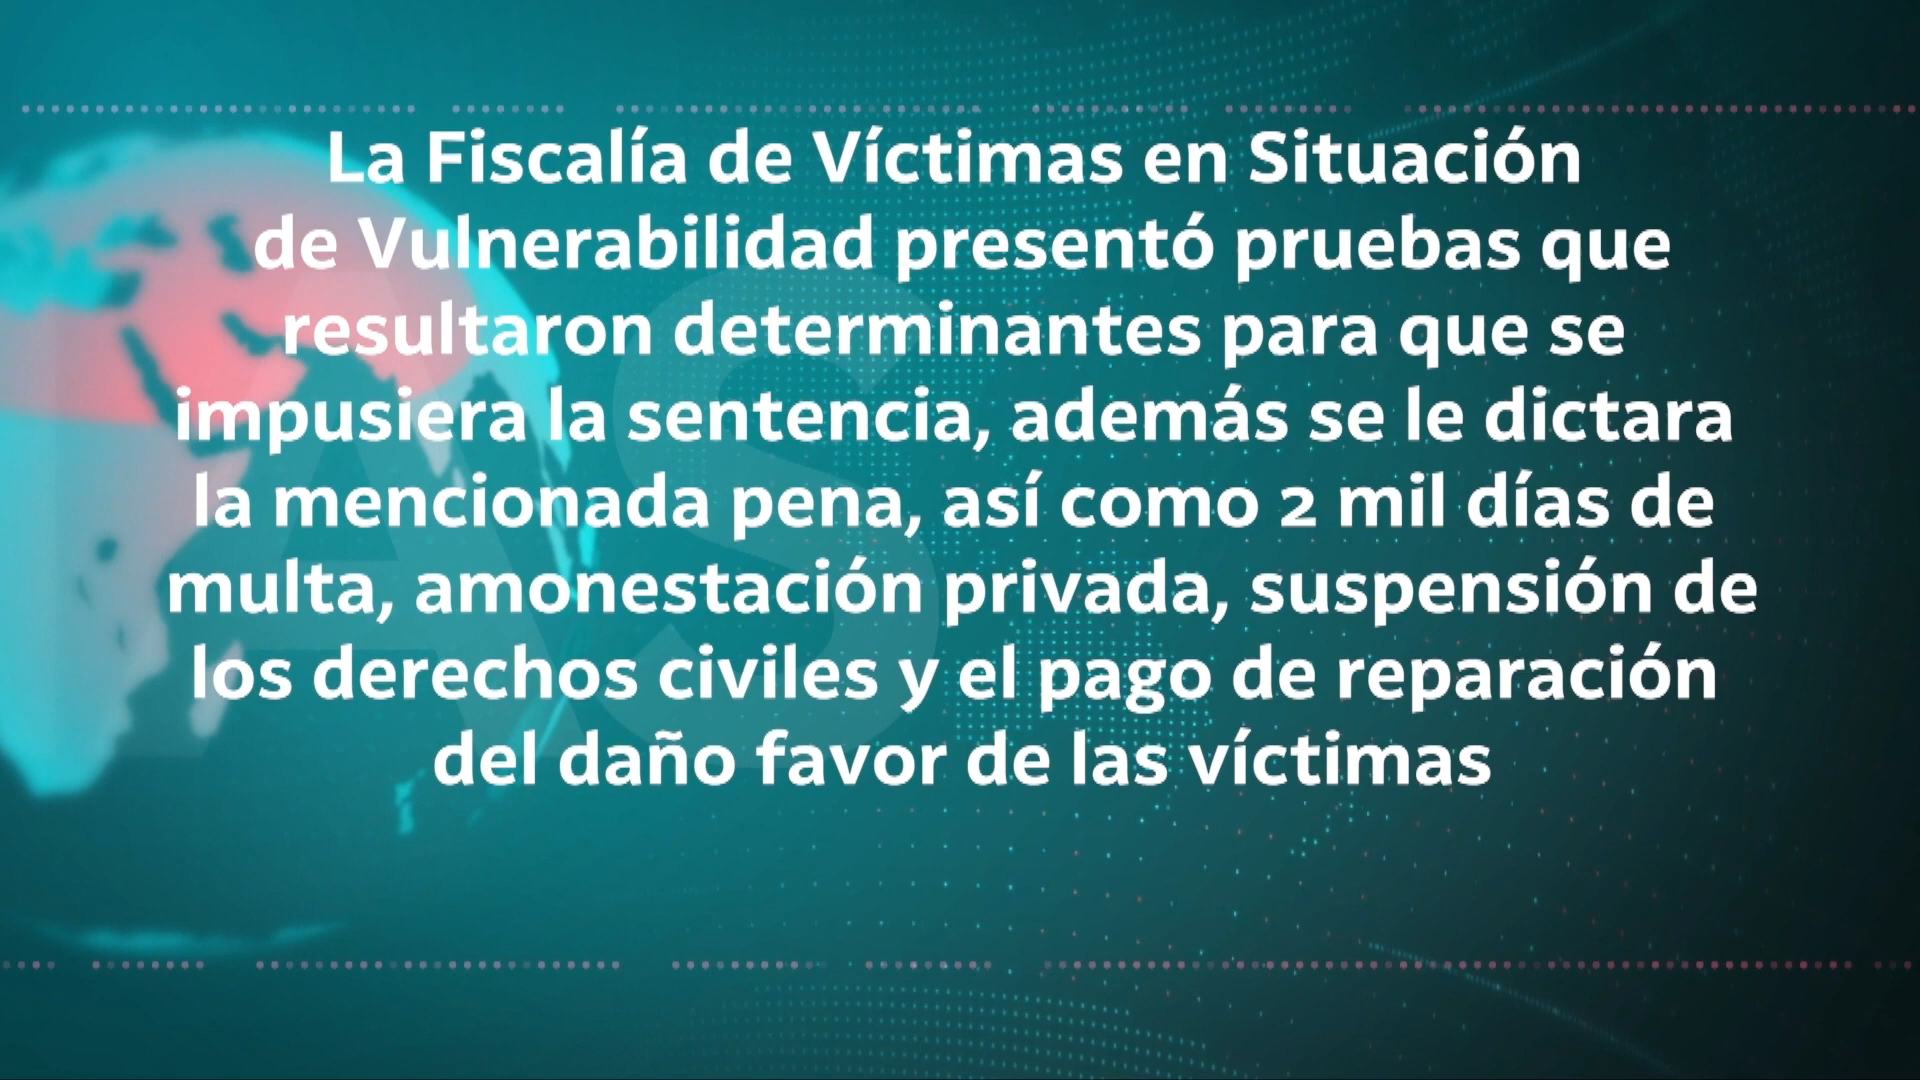 La Fiscalía de Víctimas en Situación
de Vulnerabilidad presentó pruebas que
resultaron determinantes para que se
impusiera la sentencia, además se le dictara
la mencionada pena, así como 2 mil días de
multa, amonestación privada, suspensión de
los derechos civiles y el pago de reparación
del daño favor de las víctimas